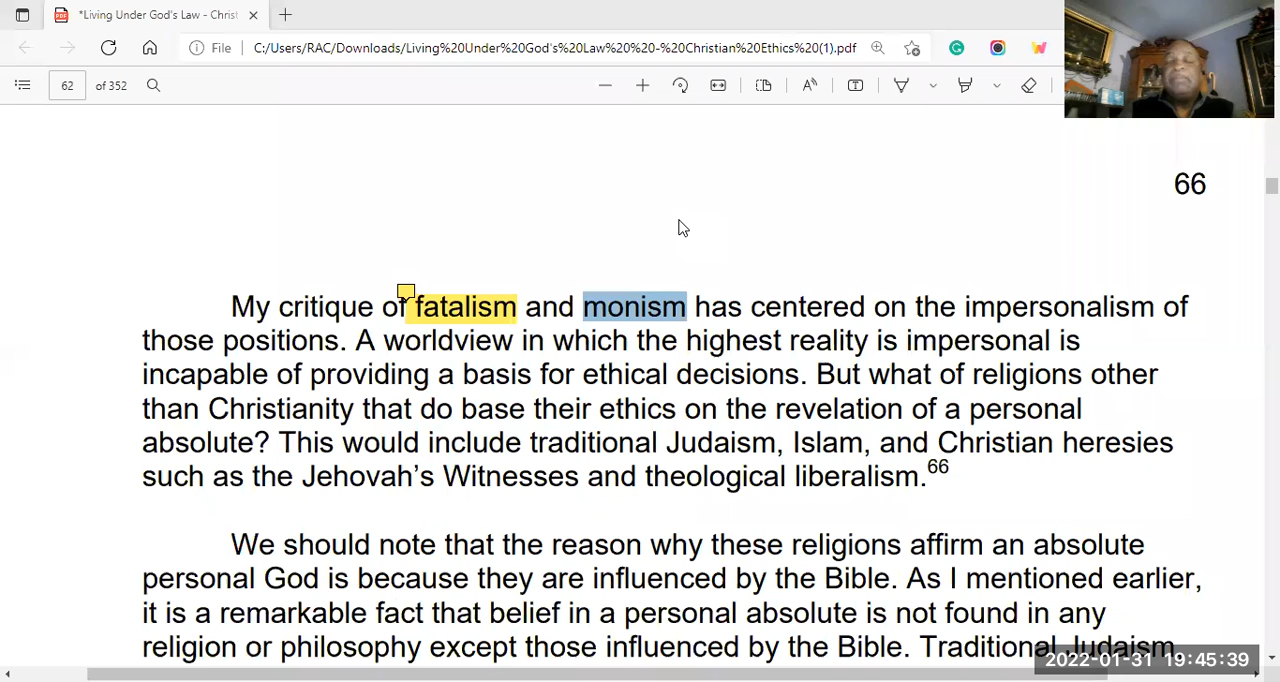 *Living Under God's Law - Christ
File
C:/Users/RAC/Downloads/Living%20Under%20God's%20Law%20%20-%20Christian%20Ethics%20(1).pdf
62 of 352
66
My critique of fatalism and monism has centered on the impersonalism of
those positions. A worldview in which the highest reality is impersonal is
incapable of providing a basis for ethical decisions. But what of religions other
than Christianity that do base their ethics on the revelation of a personal
absolute? This would include traditional Judaism, Islam, and Christian heresies
such as the Jehovah’s Witnesses and theological liberalism.66
We should note that the reason why these religions affirm an absolute
personal God is because they are influenced by the Bible. As I mentioned earlier,
it is a remarkable fact that belief in a personal absolute is not found in any
religion or philosophy except those influenced by the Bible. Traditional Judaism,
2022-01-31 19:45:39